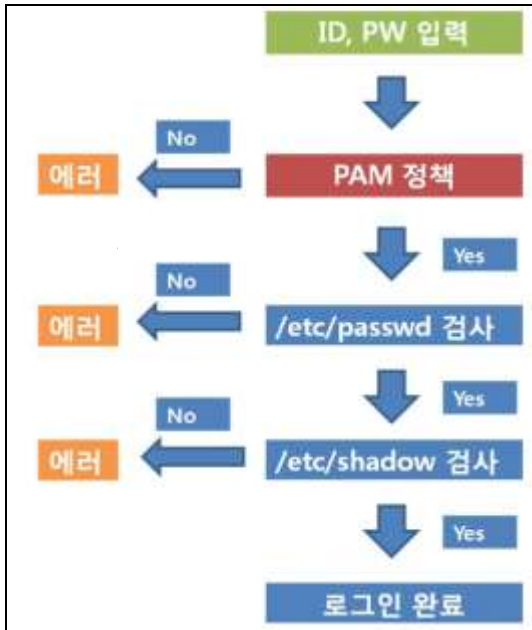 ID, PW 입력
No
에러
PAM 정책
Yes
No
에러
/etc/passwd 검사
Yes
No
에러
/etc/shadow 검사
Yes
로그인 완료